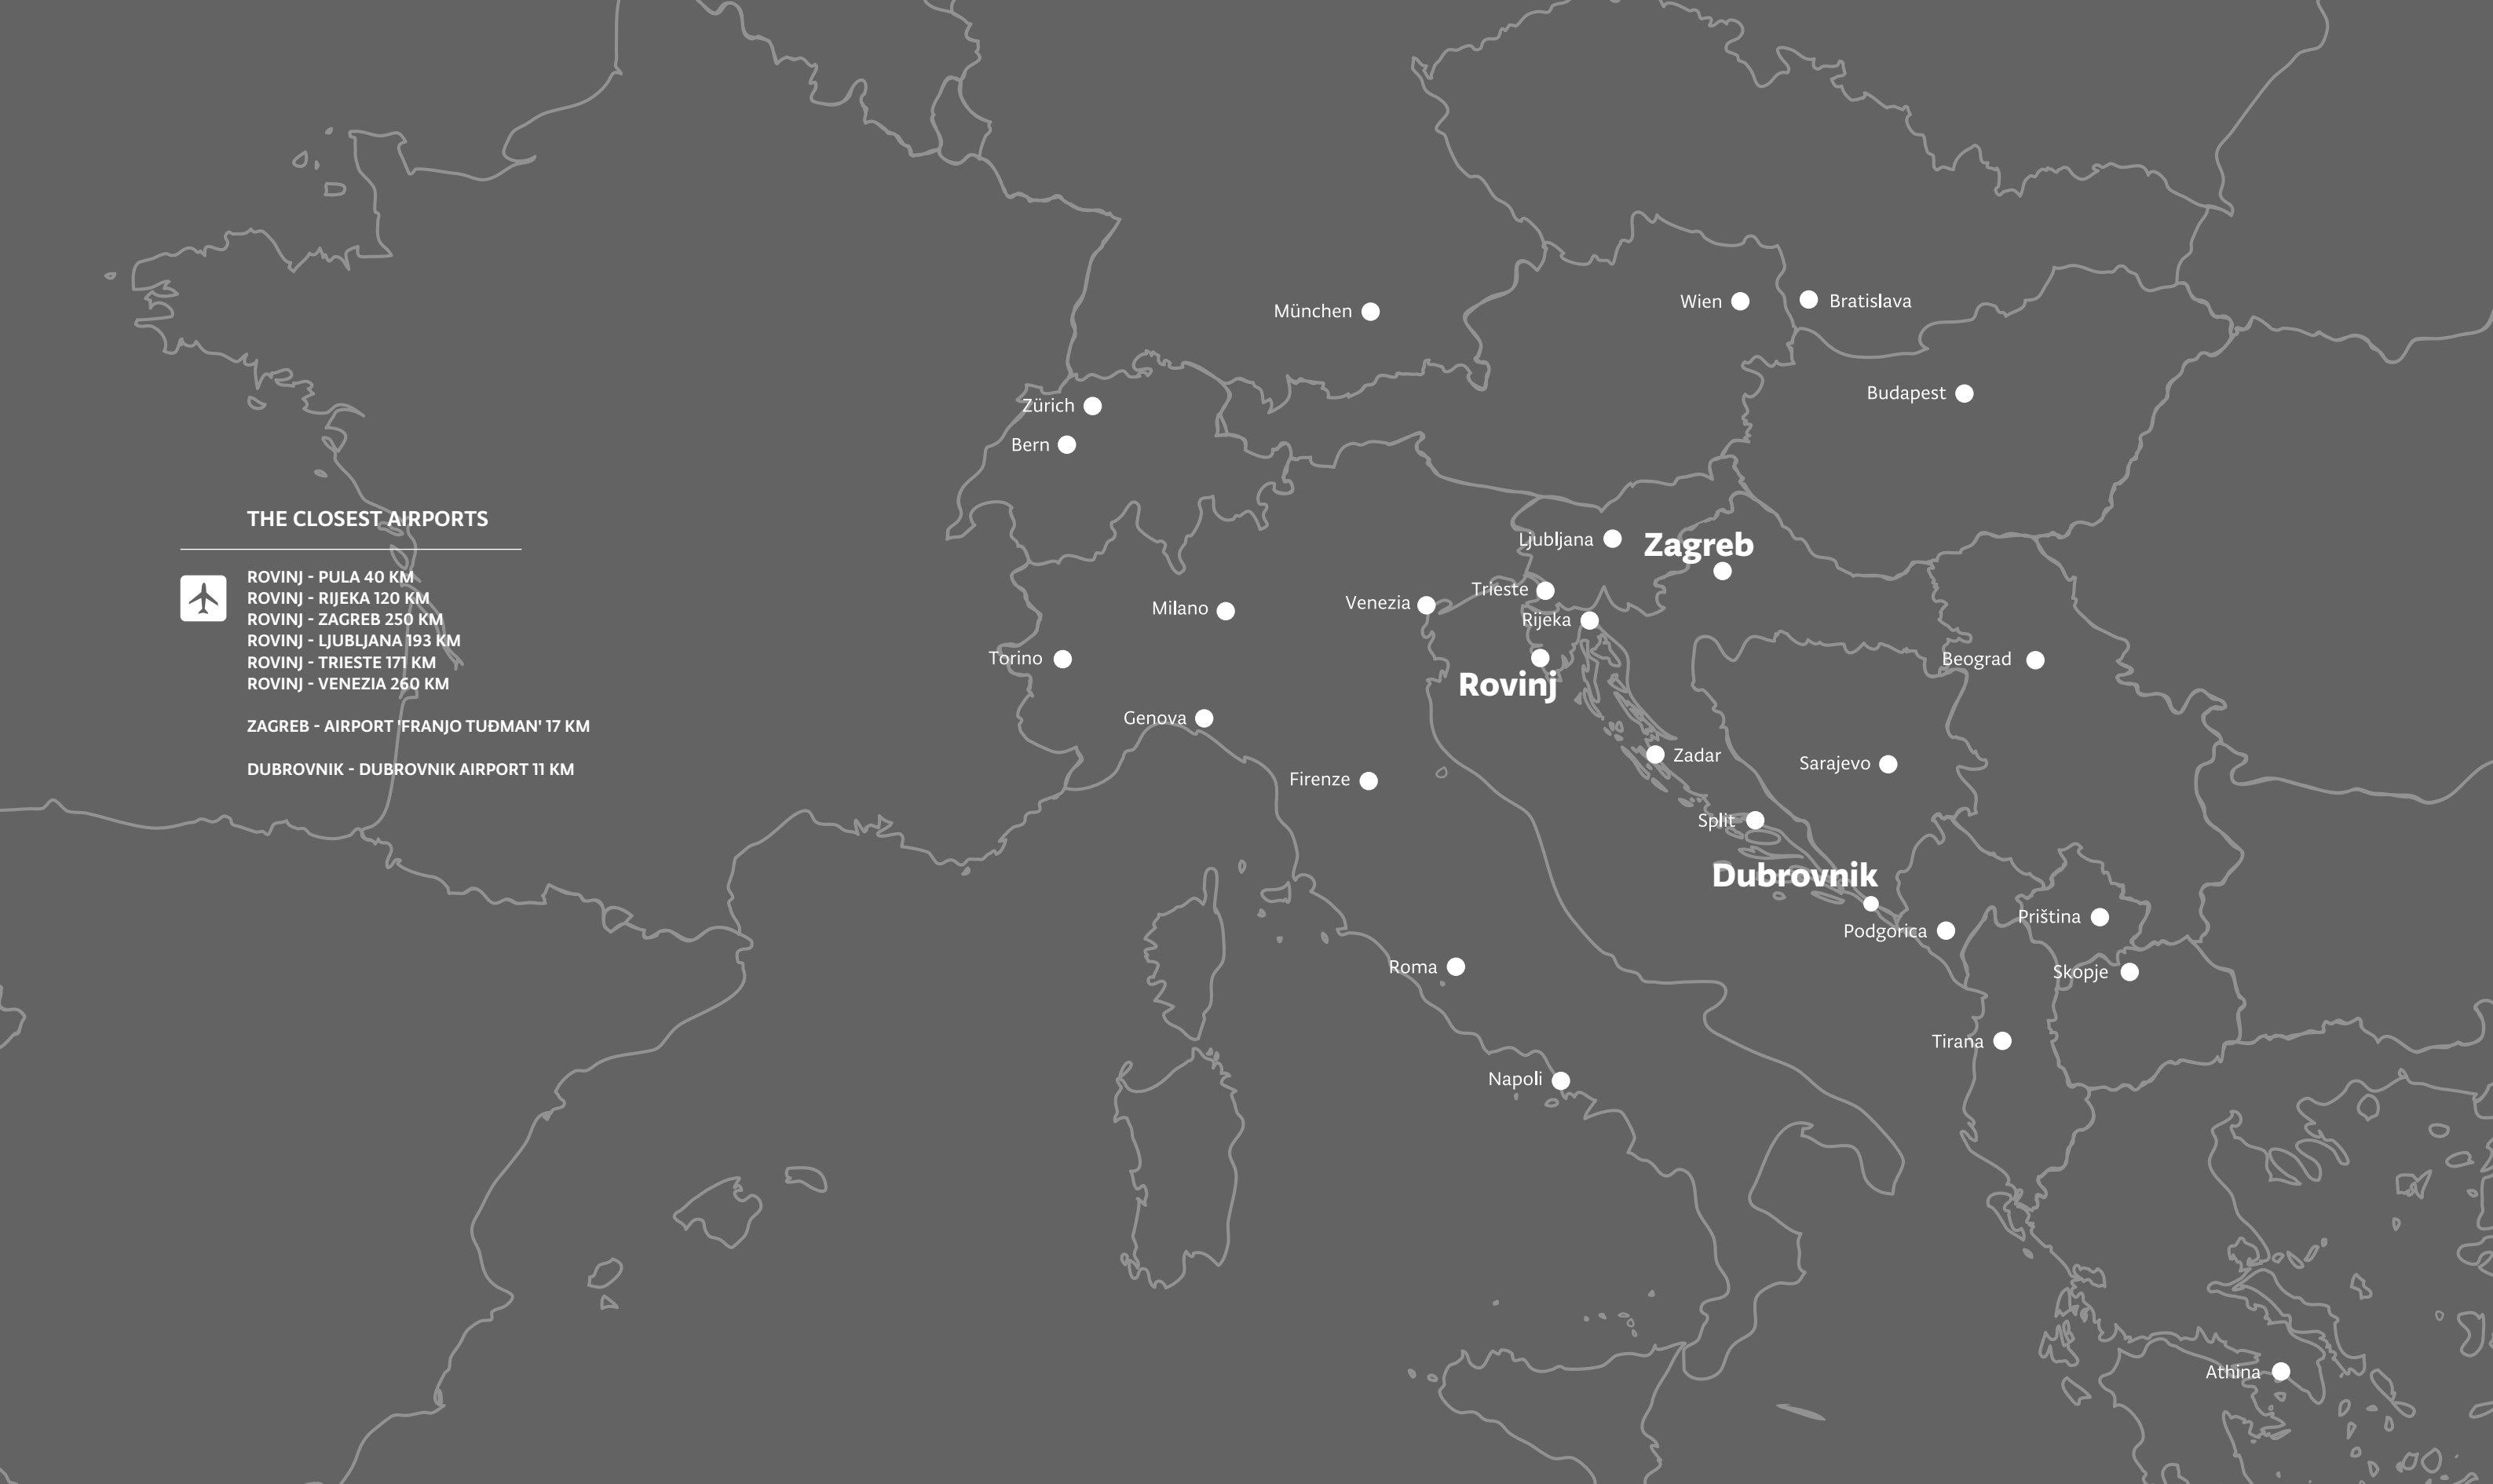 München
Wien
Bratislava
Budapest
Zürich
Bern
THE CLOSEST AIRPORTS
ROVINJ - PULA 40 KM
ROVINJ - RIJEKA 120 KM
ROVINJ - ZAGREB 250 KM
ROVINJ - LJUBLJANA 193 KM
ROVINJ - TRIESTE 171 KM
ROVINJ - VENEZIA 260 KM
ZAGREB - AIRPORT 'FRANJO TUĐMAN' 17 KM
DUBROVNIK - DUBROVNIK AIRPORT 11 KM
Ljubljana
Zagreb
Trieste
Venezia
Milano
Rijeka
Torino
Beograd
Rovinj
Genova
Zadar
Sarajevo
Firenze
Split
Dubrovnik
Priština
Podgorica
Roma
Skopje
Tirana
Napoli
Athina